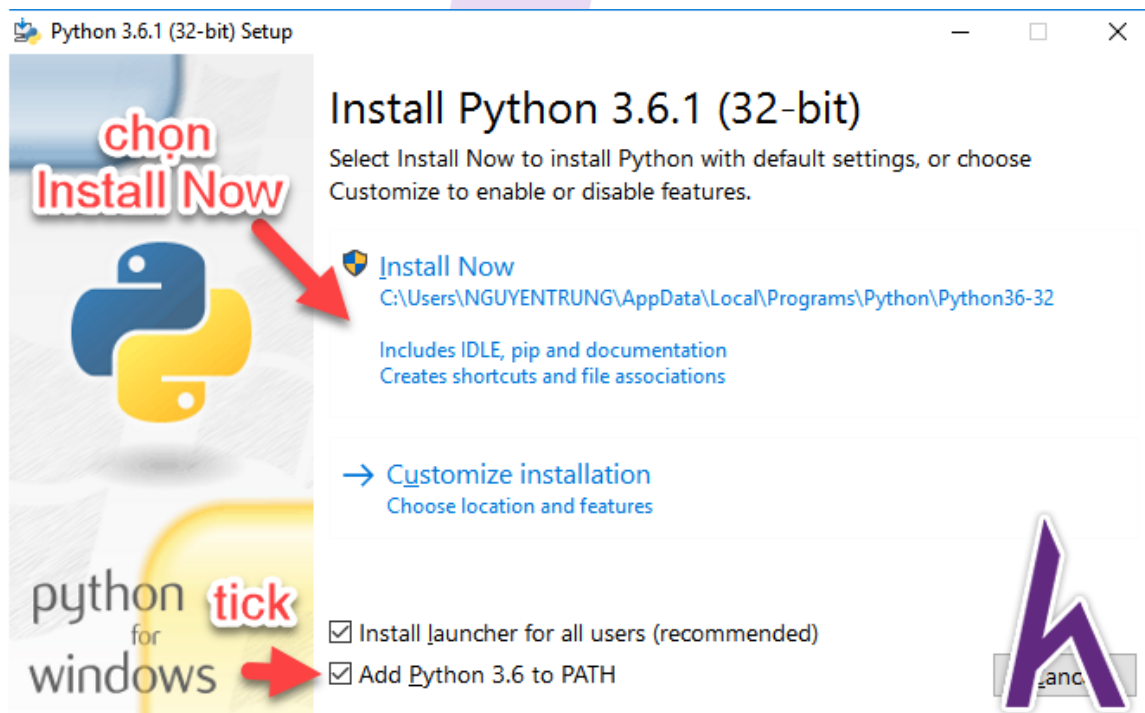 Python 3.6.1 (32-bit) Setup
Install Python 3.6.1 (32-bit)
Select Install Now to install Python with default settings, or choose
Customize to enable or disable features.
chọn
Install Now
Install Now
C:\Users\NGUYENTRUNG\AppData\Local\Programs\Python\Python36-32
Includes IDLE, pip and documentation
Creates shortcuts and file associations
Customize installation
Choose location and features
python
for
windows
tick
Install launcher for all users (recommended)
Add Python 3.6 to PATH